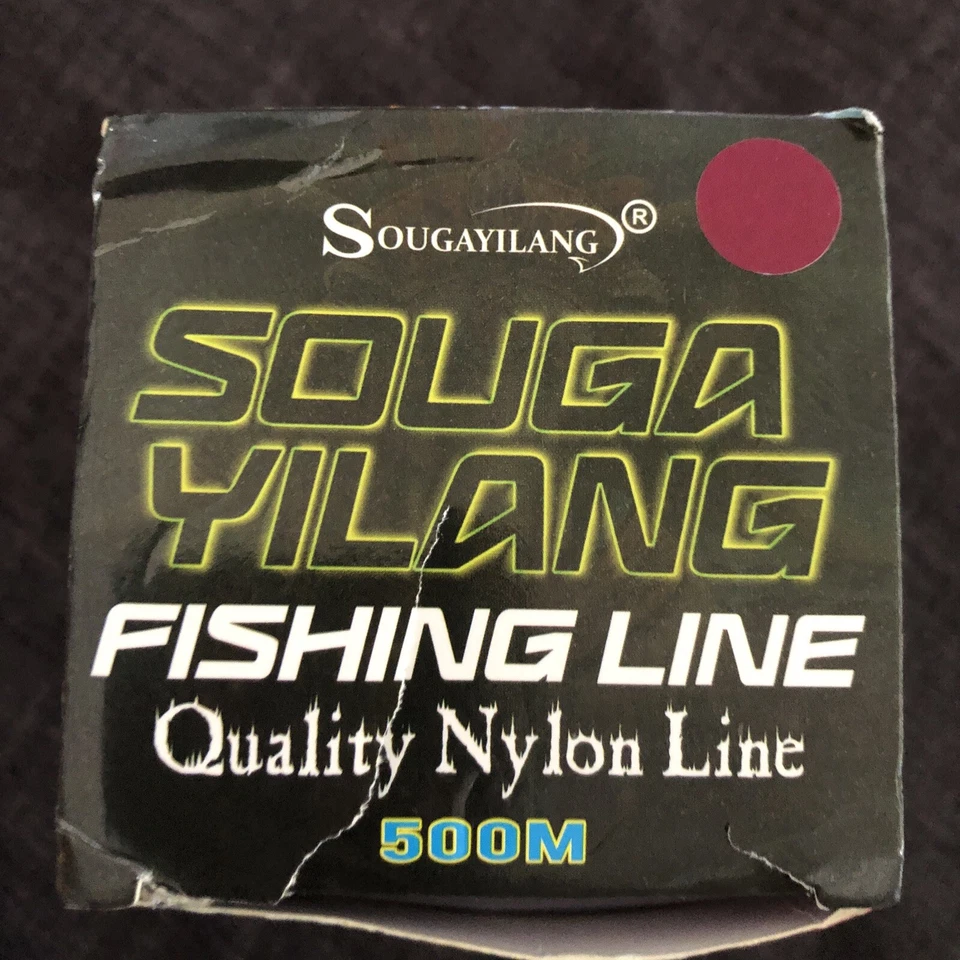 SOUGAYILANG ®
SOUGA
YILANG
FISHING LINE
Quality Nylon Line
500M